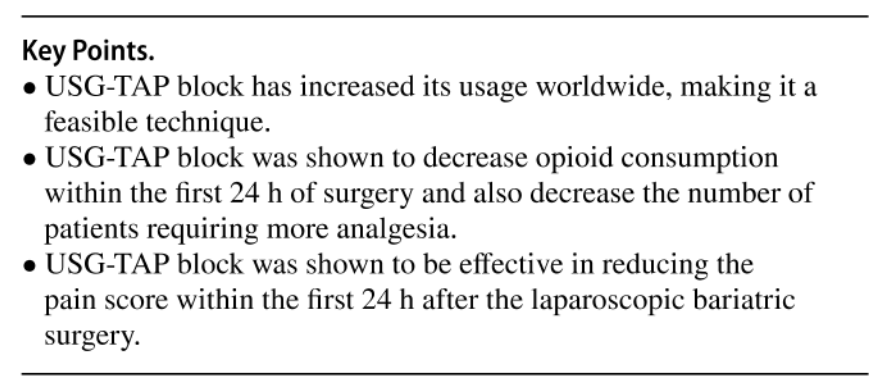 Key Points.
• USG-TAP block has increased its usage worldwide, making it a
feasible technique.
• USG-TAP block was shown to decrease opioid consumption
within the first 24 h of surgery and also decrease the number of
patients requiring more analgesia.
• USG-TAP block was shown to be effective in reducing the
pain score within the first 24 h after the laparoscopic bariatric
surgery.